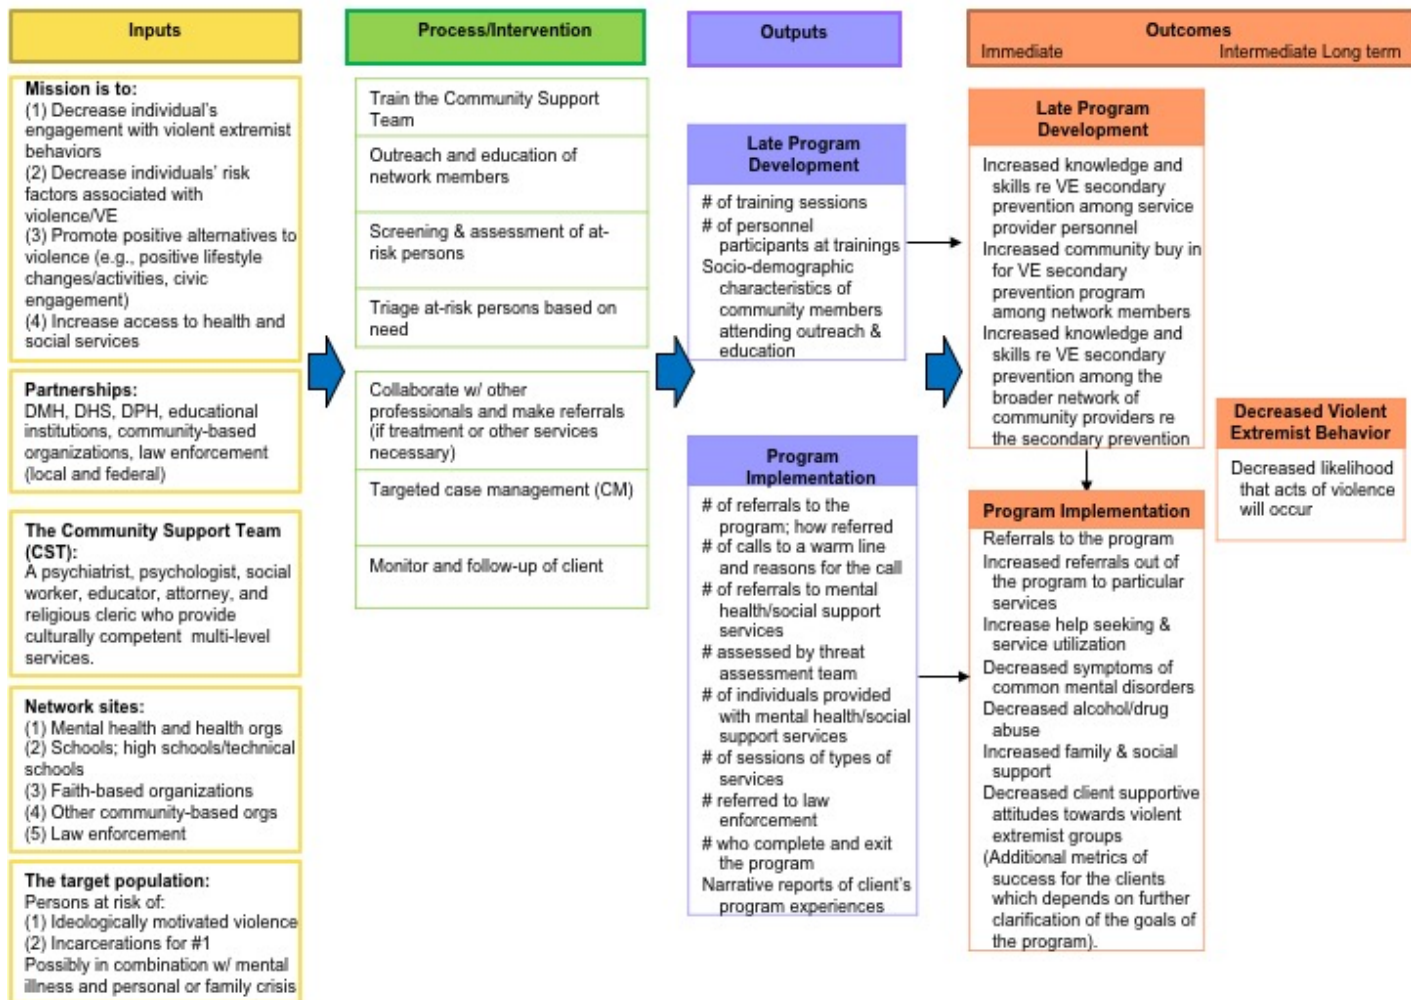 Inputs
Mission is to:
(1) Decrease individual's
engagement with violent extremist
behaviors
(2) Decrease individuals' risk
factors associated with
violence/VE
(3) Promote positive alternatives to
violence (e.g., positive lifestyle
changes/activities, civic
engagement)
(4) Increase access to health and
social services
Partnerships:
DMH, DHS, DPH, educational
institutions, community-based
organizations, law enforcement
(local and federal)
The Community Support Team
(CST):
A psychiatrist, psychologist, social
worker, educator, attorney, and
religious cleric who provide
culturally competent multi-level
services.
Network sites:
(1) Mental health and health orgs
(2) Schools; high schools/technical
schools
(3) Faith-based organizations
(4) Other community-based orgs
(5) Law enforcement
The target population:
Persons at risk of:
(1) Ideologically motivated violence
(2) Incarcerations for #1
Possibly in combination w/ mental
illness and personal or family crisis
Process/Intervention
Train the Community Support
Team
Outreach and education of
network members
Screening & assessment of at-
risk persons
Triage at-risk persons based on
need
Collaborate w/ other
professionals and make referrals
(if treatment or other services
necessary)
Targeted case management (CM)
Monitor and follow-up of client
Outputs
Late Program
Development
# of training sessions
# of personnel
participants at trainings
Socio-demographic
characteristics of
community members
attending outreach &
education
Program
Implementation
# of referrals to the
program; how referred
# of calls to a warm line
and reasons for the call
# of referrals to mental
health/social support
services
# assessed by threat
assessment team
# of individuals provided
with mental health/social
support services
# of sessions of types of
services
# referred to law
enforcement
# who complete and exit
the program
Narrative reports of client's
program experiences
Outcomes
Immediate Intermediate Long term
Late Program
Development
Increased knowledge and
skills re VE secondary
prevention among service
provider personnel
Increased community buy in
for VE secondary
prevention program
among network members
Increased knowledge and
skills re VE secondary
prevention among the
broader network of
community providers re
the secondary prevention
Program Implementation
Referrals to the program
Increased referrals out of
the program to particular
services
Increase help seeking &
service utilization
Decreased symptoms of
common mental disorders
Decreased alcohol/drug
abuse
Increased family & social
support
Decreased client supportive
attitudes towards violent
extremist groups
(Additional metrics of
success for the clients
which depends on further
clarification of the goals of
the program).
Decreased Violent
Extremist Behavior
Decreased likelihood
that acts of violence
will occur